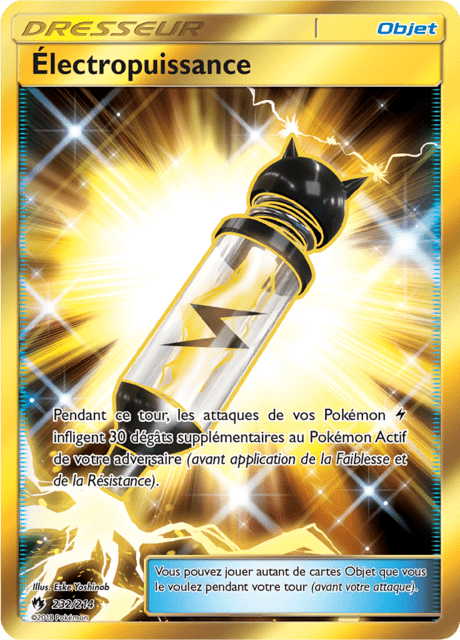 DRESSEUR
Objet
Électropuissance
Pendant ce tour, les attaques de vos Pokémon
infligent 30 dégâts supplémentaires au Pokémon Actif
de votre adversaire (avant application de la Faiblesse et
de la Résistance).
Vous pouvez jouer autant de cartes Objet que vous
le voulez pendant votre tour (avant votre attaque).
Illus. Eske Yoshinob
232/214
©2018 Pokémon